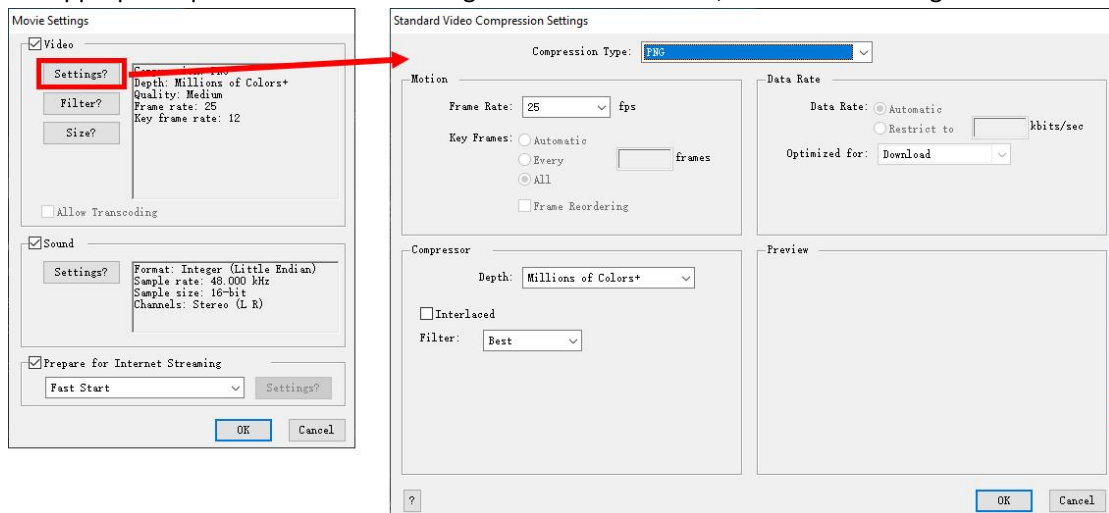 Movie Settings
Video
Settings?
Depth: Millions of Colors+
Quality: Medium
Frame rate: 25
Key frame rate: 12
Filter?
Size?
Allow Transcoding
Sound
Settings?
Format: Integer (Little Endian)
Sample rate: 48.000 kHz
Sample size: 16-bit
Channels: Stereo (L R)
Prepare for Internet Streaming
Fast Start
Settings?
OK Cancel
Standard Video Compression Settings
Compression Type: PNG
Motion
Frame Rate: 25 fps
Key Frames: Automatic
Every frames
All
Frame Reordering
Data Rate
Data Rate: Automatic
Restrict to kbits/sec
Optimized for: Download
Compressor
Depth: Millions of Colors+
Interlaced
Filter: Best
Preview
?
OK Cancel